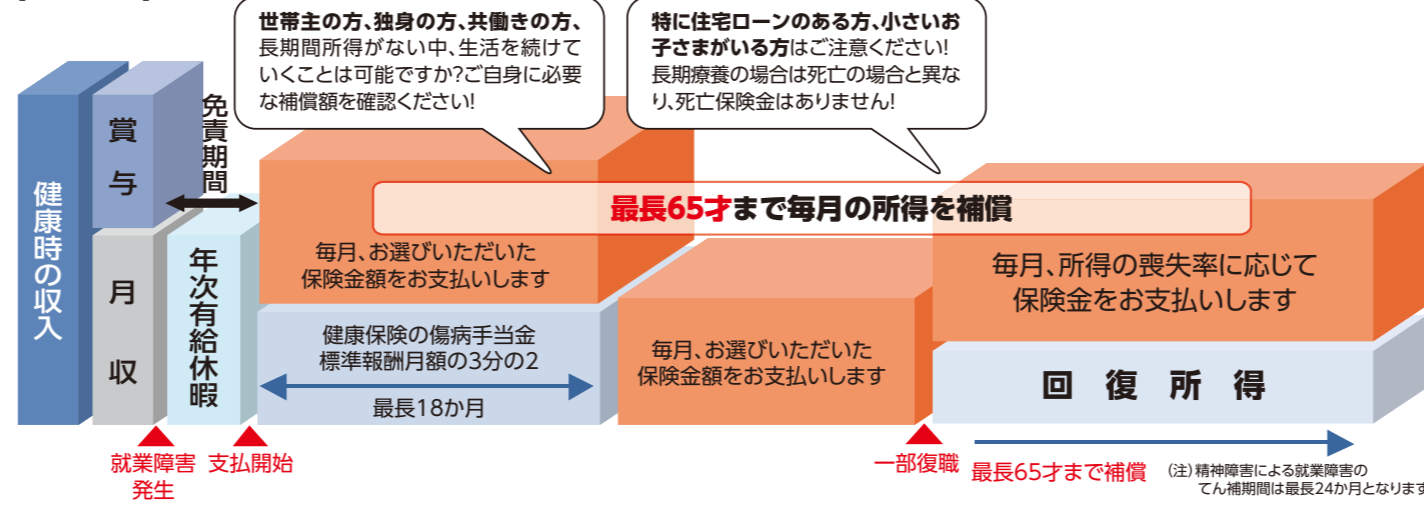 世帯主の方、独身の方、共働きの方、
長期間所得がない中、生活を続けて
いくことは可能ですか?ご自身に必要
な補償額を確認ください!
特に住宅ローンのある方、小さいお
子さまがいる方はご注意ください!
長期療養の場合は死亡の場合と異な
り、死亡保険金はありません!
健康時の収入
賞与
月収
免責期間
年次有給休暇
最長65才まで毎月の所得を補償
毎月、お選びいただいた
保険金額をお支払いします
健康保険の傷病手当金
標準報酬月額の3分の2
最長18か月
毎月、お選びいただいた
保険金額をお支払いします
毎月、所得の喪失率に応じて
保険金をお支払いします
回復所得
就業障害
発生
支払開始
一部復職
最長65才まで補償
(注)精神障害による就業障害の
てん補期間は最長24か月となります